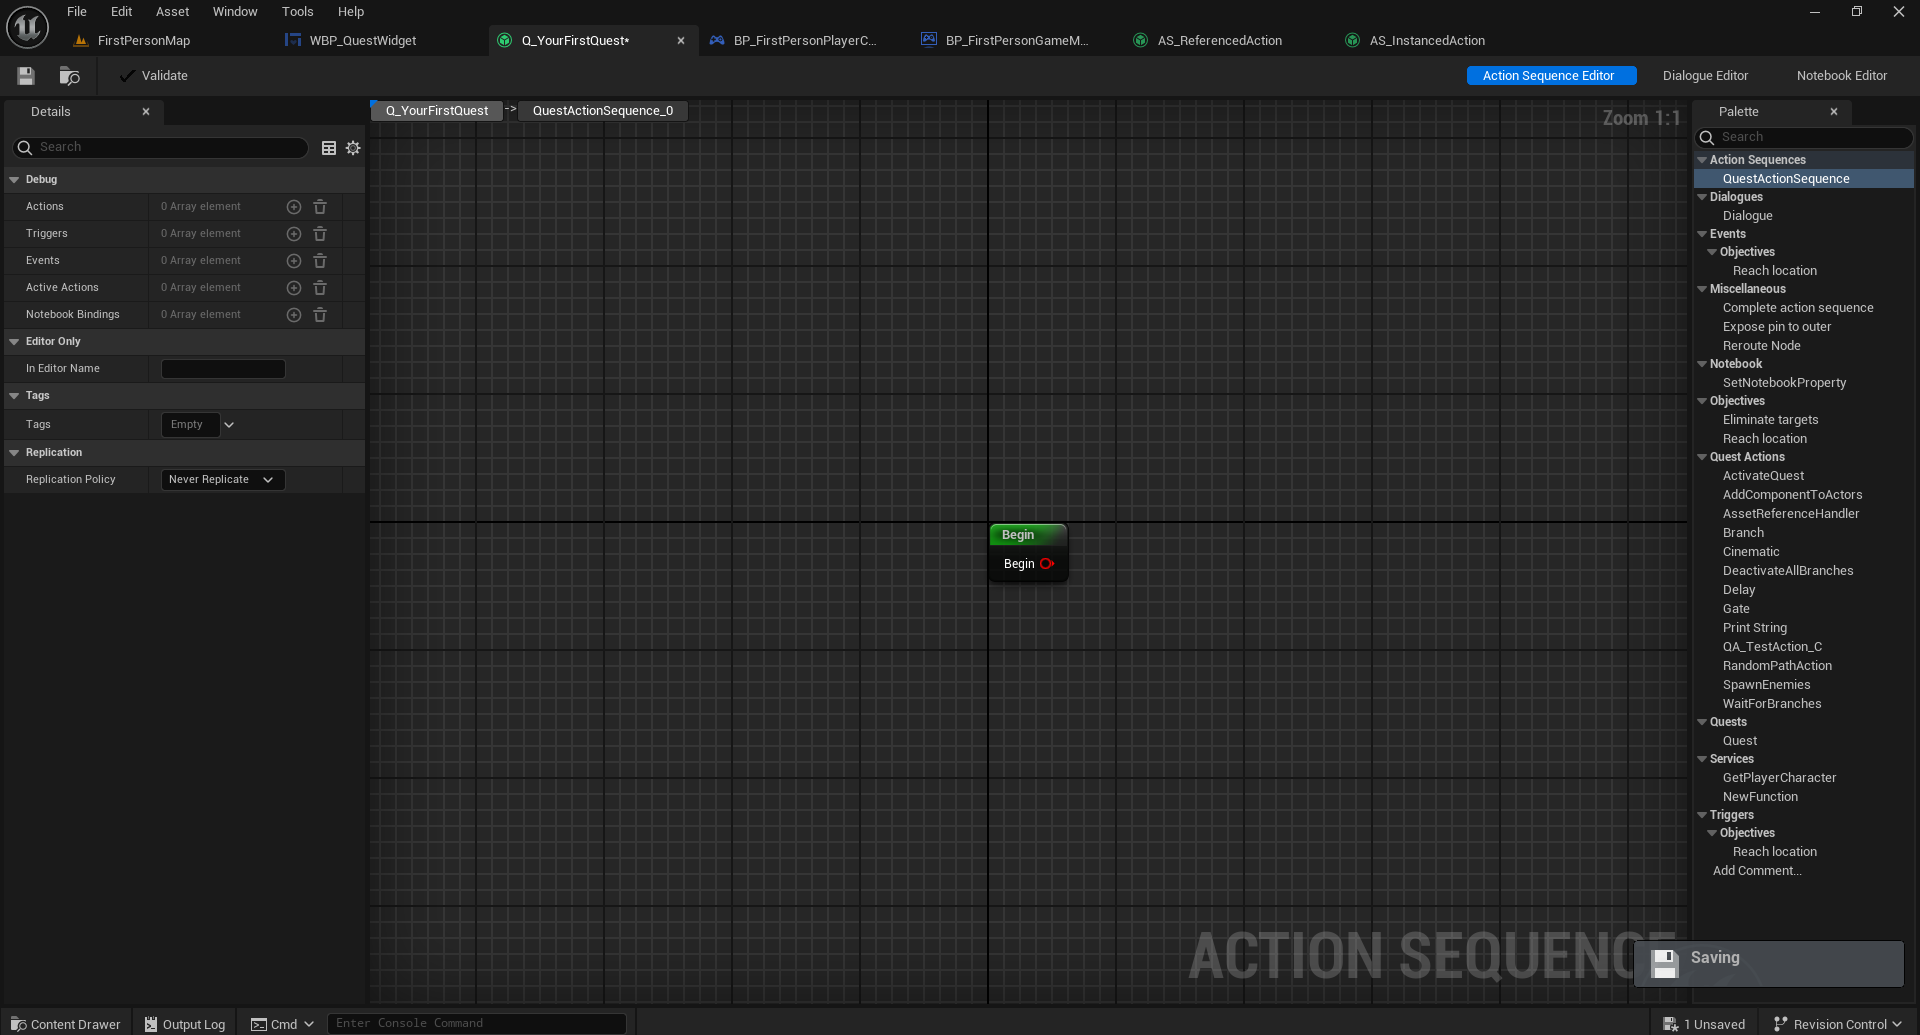 File Edit Asset Window Tools Help
FirstPersonMap WBP_QuestWidget Q_YourFirstQuest* BP_FirstPersonPlayerC... BP_FirstPersonGameM... AS_ReferencedAction AS_InstancedAction
Validate Action Sequence Editor Dialogue Editor Notebook Editor
Details
Search
Debug
Actions 0 Array element
Triggers 0 Array element
Events 0 Array element
Active Actions 0 Array element
Notebook Bindings 0 Array element
Editor Only
In Editor Name
Tags
Tags Empty
Replication
Replication Policy Never Replicate
Q_YourFirstQuest -> QuestActionSequence_0
Zoom 1:1
Begin
Begin
ACTION SEQUENCE
Palette
Search
Action Sequences
QuestActionSequence
Dialogues
Dialogue
Events
Objectives
Reach location
Miscellaneous
Complete action sequence
Expose pin to outer
Reroute Node
Notebook
SetNotebookProperty
Objectives
Eliminate targets
Reach location
Quest Actions
ActivateQuest
AddComponentToActors
AssetReferenceHandler
Branch
Cinematic
DeactivateAllBranches
Delay
Gate
Print String
QA_TestAction_C
RandomPathAction
SpawnEnemies
WaitForBranches
Quests
Quest
Services
GetPlayerCharacter
NewFunction
Triggers
Objectives
Reach location
Add Comment...
Saving
Content Drawer Output Log Cmd Enter Console Command 1 Unsaved Revision Control